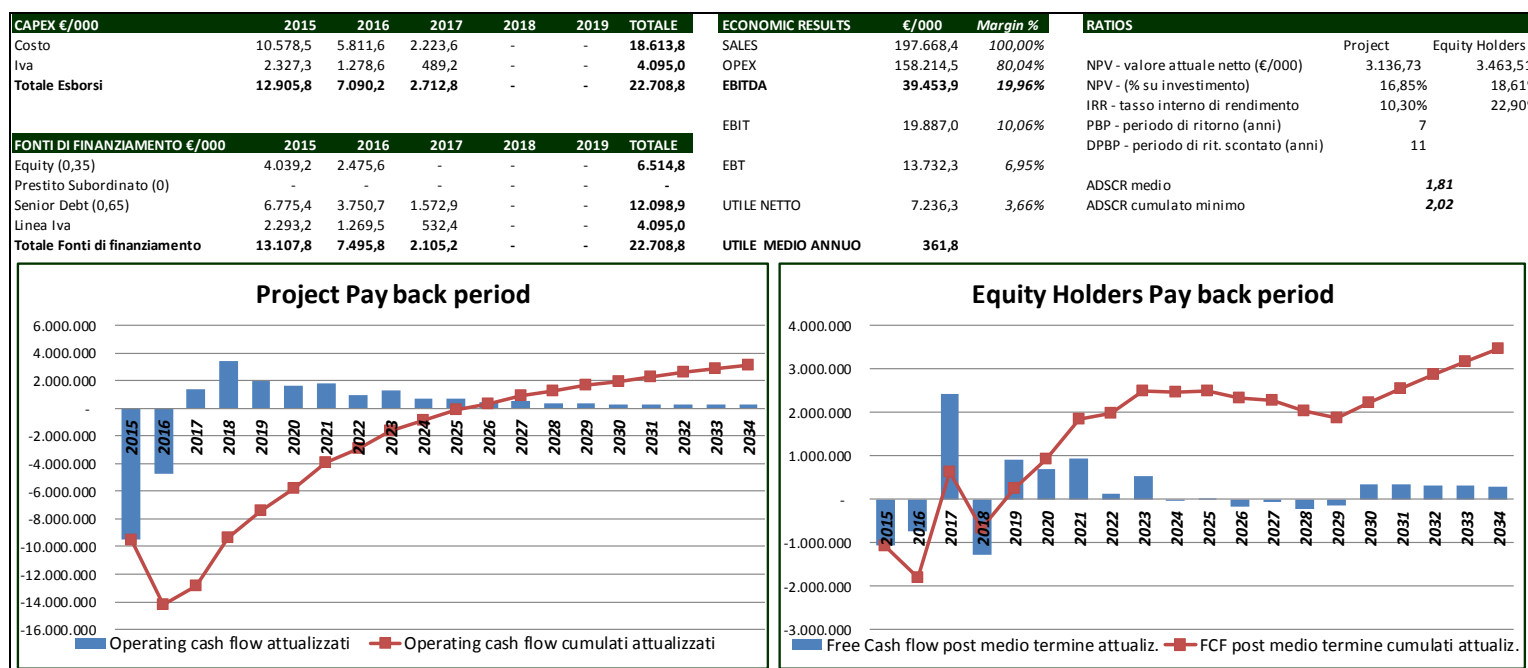 CAPEX €/000 2015 2016 2017 2018 2019 TOTALE
Costo 10.578,5 5.811,6 2.223,6 - - 18.613,8
Iva 2.327,3 1.278,6 489,2 - - 4.095,0
Totale Esborsi 12.905,8 7.090,2 2.712,8 - - 22.708,8
FONTI DI FINANZIAMENTO €/000 2015 2016 2017 2018 2019 TOTALE
Equity (0,35) 4.039,2 2.475,6 - - - 6.514,8
Prestito Subordinato (0) - - - - - -
Senior Debt (0,65) 6.775,4 3.750,7 1.572,9 - - 12.098,9
Linea Iva 2.293,2 1.269,5 532,4 - - 4.095,0
Totale Fonti di finanziamento 13.107,8 7.495,8 2.105,2 - - 22.708,8
ECONOMIC RESULTS €/000 Margin %
SALES 197.668,4 100,00%
OPEX 158.214,5 80,04%
EBITDA 39.453,9 19,96%
EBIT 19.887,0 10,06%
EBT 13.732,3 6,95%
UTILE NETTO 7.236,3 3,66%
UTILE MEDIO ANNUO 361,8
RATIOS
Project Equity Holders
NPV - valore attuale netto (€/000) 3.136,73 3.463,51
NPV - (% su investimento) 16,85% 18,61%
IRR - tasso interno di rendimento 10,30% 22,90%
PBP - periodo di ritorno (anni) 7
DPBP - periodo di rit. scontato (anni) 11
ADSCR medio 1,81
ADSCR cumulato minimo 2,02
Project Pay back period
6.000.000
4.000.000
2.000.000
-
-2.000.000
-4.000.000
-6.000.000
-8.000.000
-10.000.000
-12.000.000
-14.000.000
-16.000.000
2015 2016 2017 2018 2019 2020 2021 2022 2023 2024 2025 2026 2027 2028 2029 2030 2031 2032 2033 2034
Operating cash flow attualizzati Operating cash flow cumulati attualizzati
Equity Holders Pay back period
4.000.000
3.000.000
2.000.000
1.000.000
-
-1.000.000
-2.000.000
-3.000.000
2015 2016 2017 2018 2019 2020 2021 2022 2023 2024 2025 2026 2027 2028 2029 2030 2031 2032 2033 2034
Free Cash flow post medio termine attualiz. FCF post medio termine cumulati attualiz.